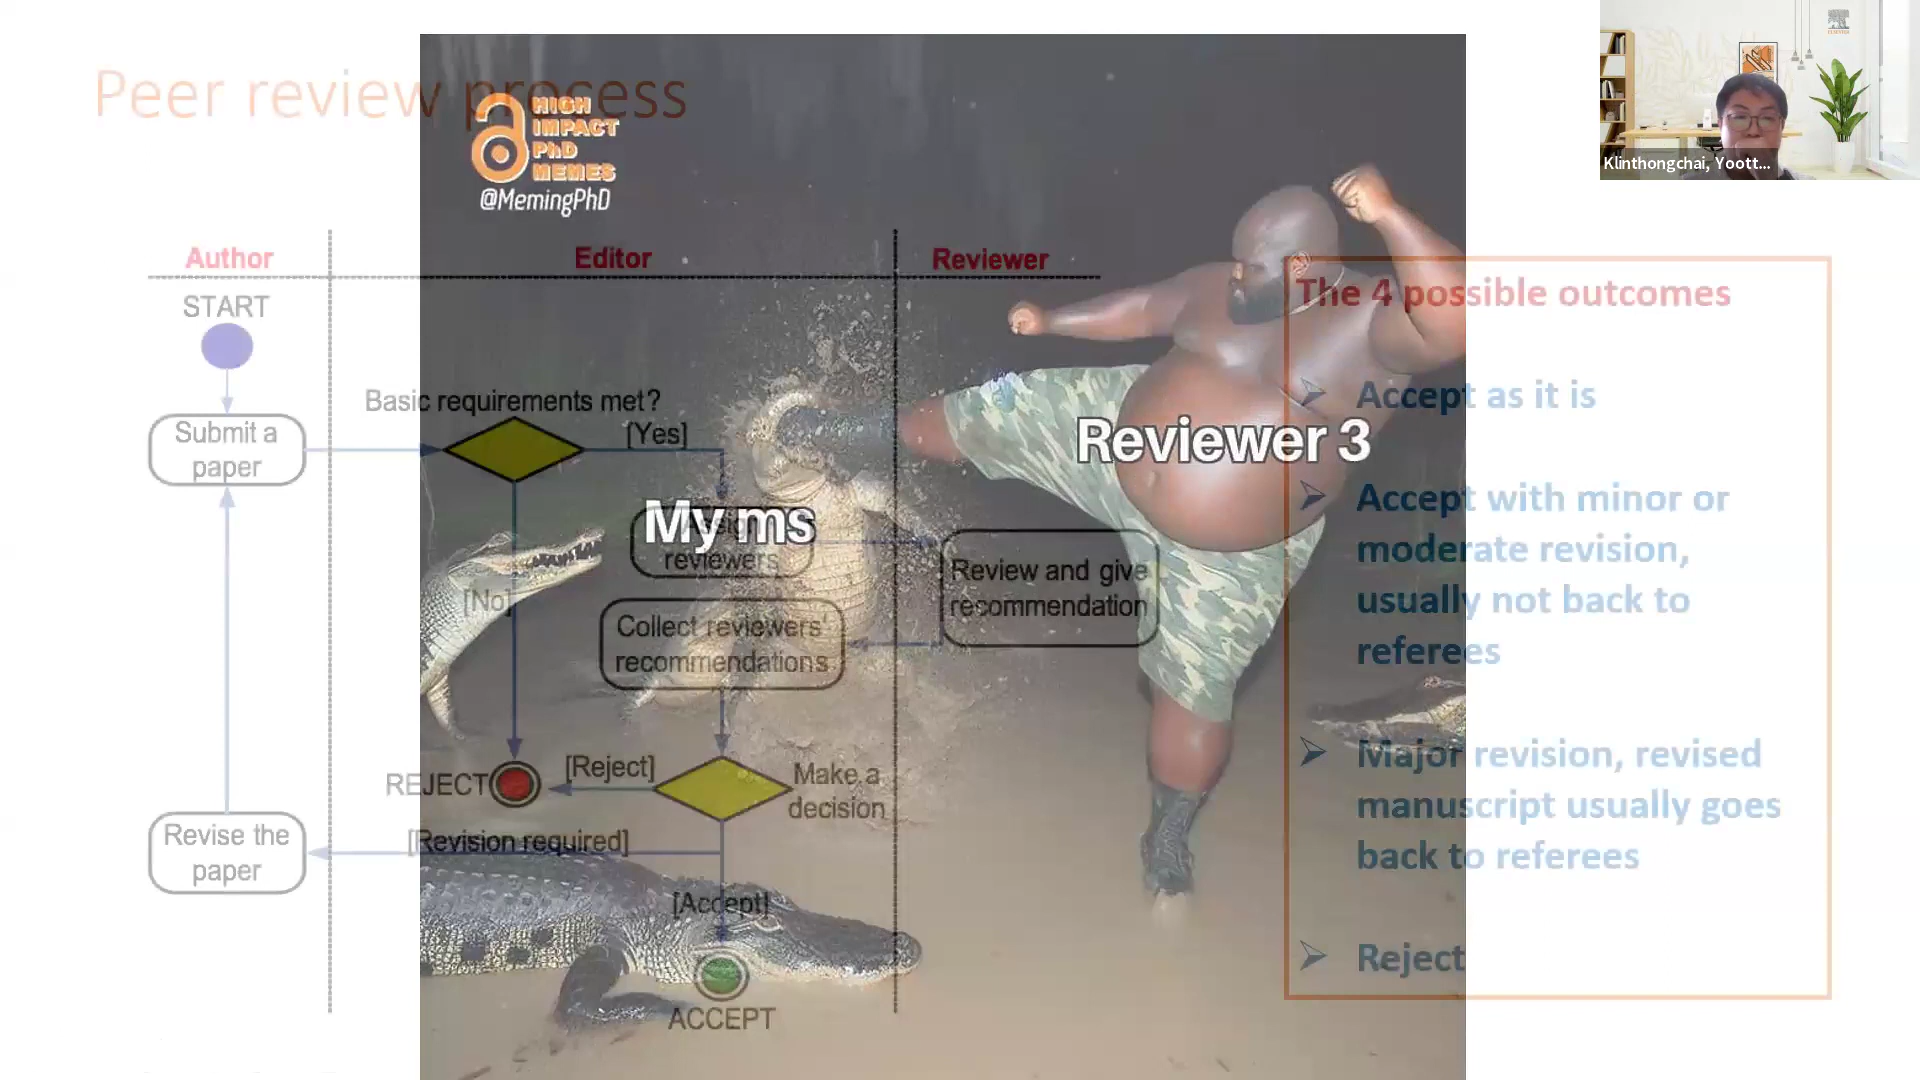 Peer review process
HIGH
IMPACT
PhD
MEMES
@MemingPhD
ELSEVIER
Klinthongchai, Yoott...
Author
Editor
Reviewer
START
Submit a
paper
Basic requirements met?
[Yes]
[No]
My ms
Assign
reviewers
Reviewer 3
Review and give
recommendation
Collect reviewers'
recommendations
REJECT
[Reject]
Make a
decision
[Revision required]
Revise the
paper
[Accept]
ACCEPT
The 4 possible outcomes
Accept as it is
Accept with minor or
moderate revision,
usually not back to
referees
Major revision, revised
manuscript usually goes
back to referees
Reject